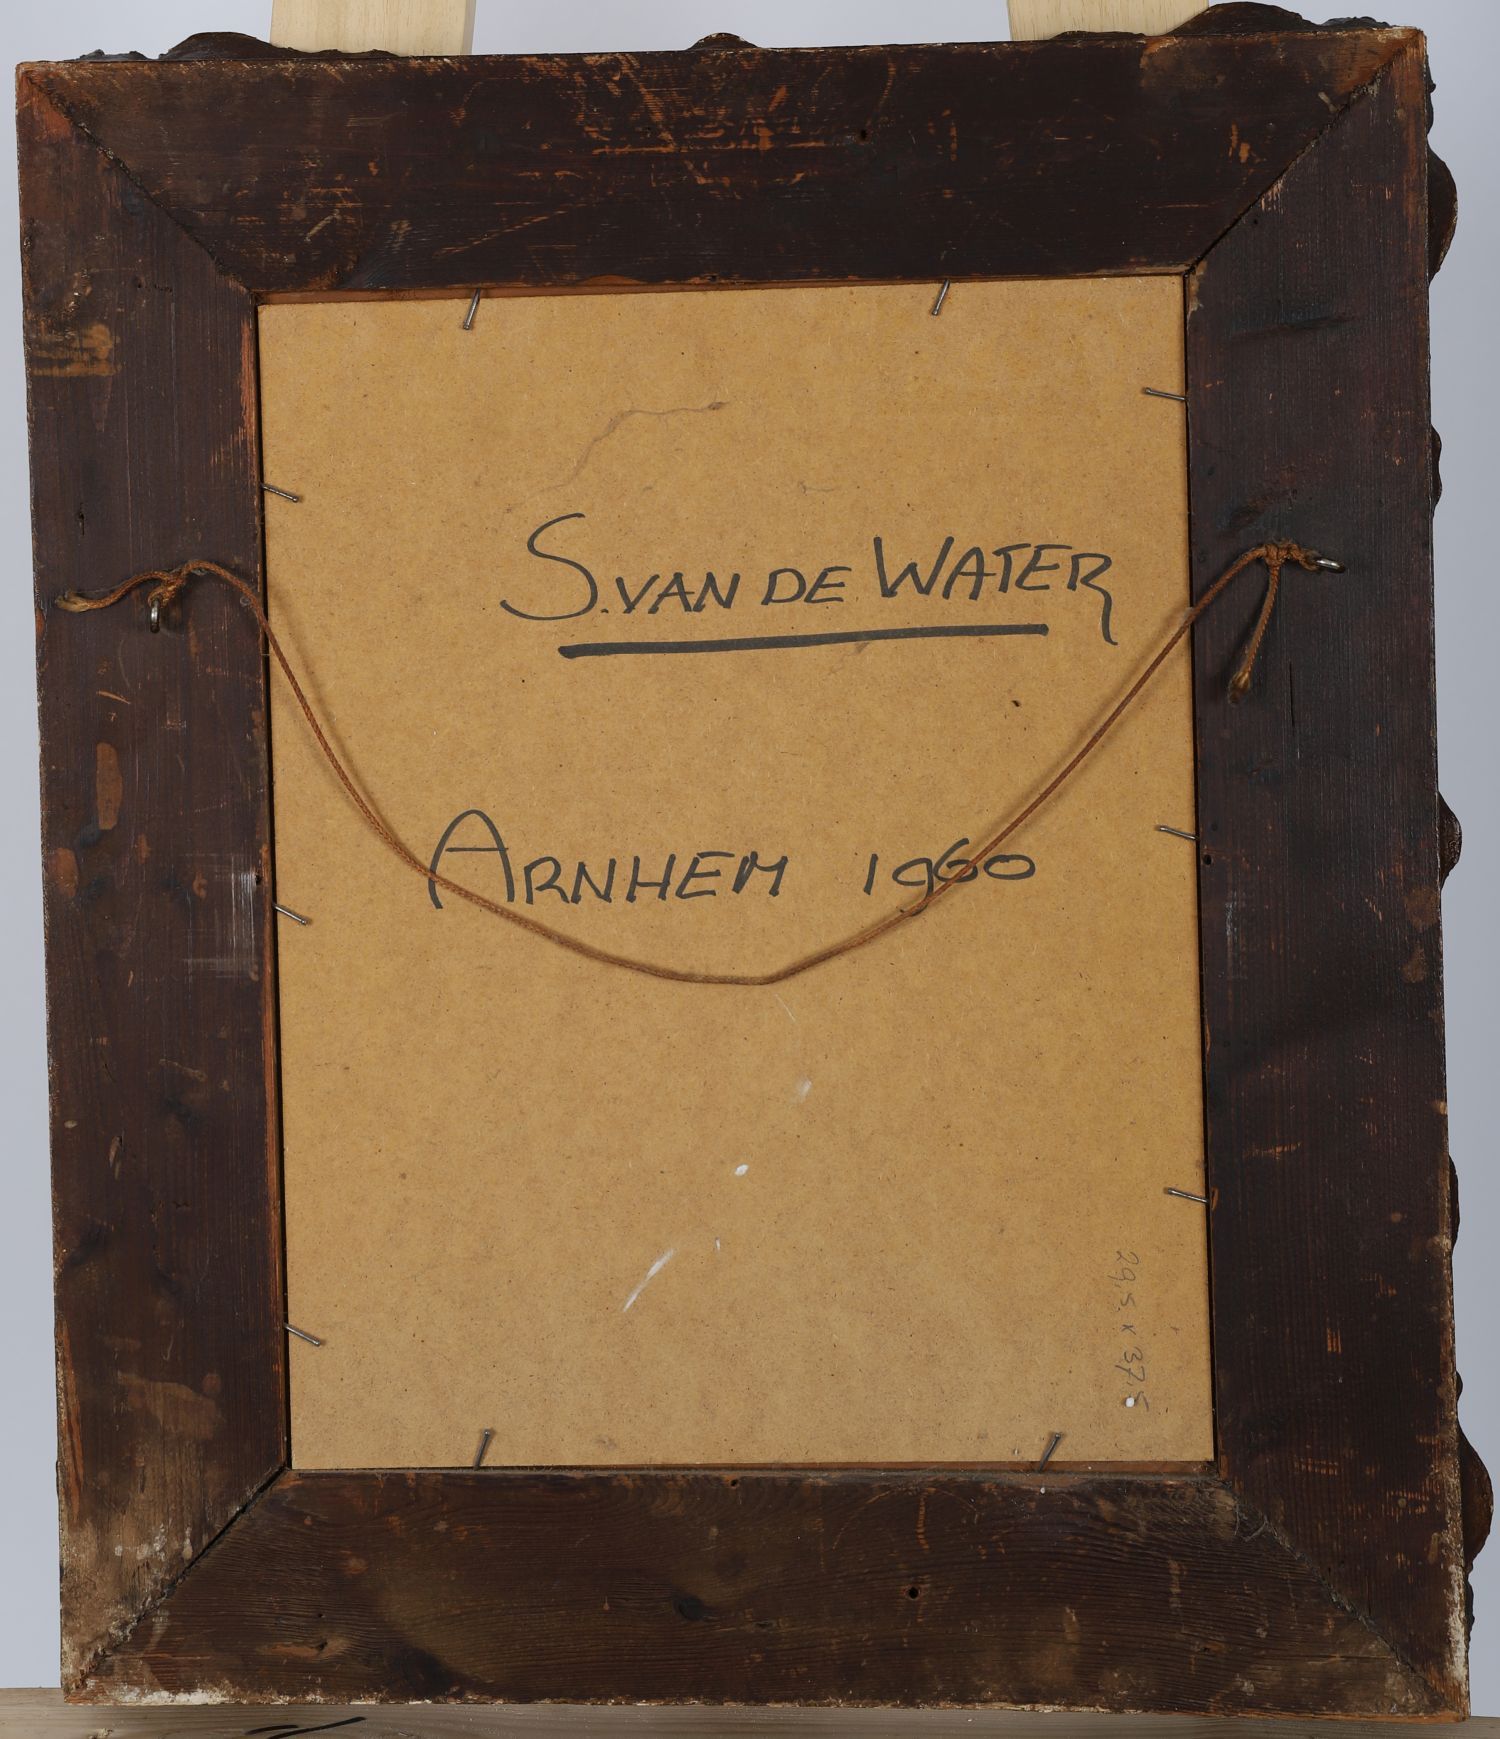 S. VAN DE WATER
ARNHEM 1960
29,5 x 37,5